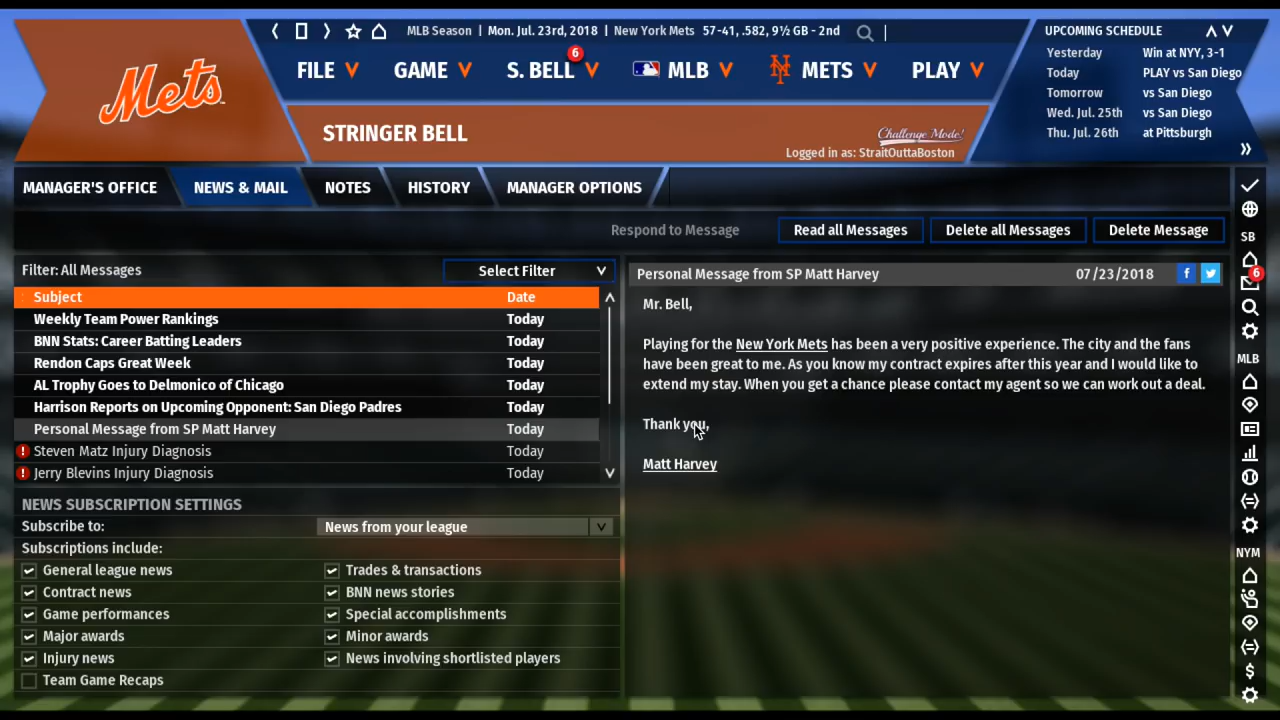 Mets
MLB Season | Mon. Jul. 23rd, 2018 | New York Mets 57-41, .582, 9½ GB - 2nd
FILE GAME S. BELL 6 MLB METS PLAY
STRINGER BELL
Challenge Mode!
Logged in as: StraitOuttaBoston
UPCOMING SCHEDULE
Yesterday Win at NYY, 3-1
Today PLAY vs San Diego
Tomorrow vs San Diego
Wed. Jul. 25th vs San Diego
Thu. Jul. 26th at Pittsburgh
MANAGER'S OFFICE NEWS & MAIL NOTES HISTORY MANAGER OPTIONS
Respond to Message Read all Messages Delete all Messages Delete Message
Filter: All Messages Select Filter
Subject Date
Weekly Team Power Rankings Today
BNN Stats: Career Batting Leaders Today
Rendon Caps Great Week Today
AL Trophy Goes to Delmonico of Chicago Today
Harrison Reports on Upcoming Opponent: San Diego Padres Today
Personal Message from SP Matt Harvey Today
Steven Matz Injury Diagnosis Today
Jerry Blevins Injury Diagnosis Today
Personal Message from SP Matt Harvey 07/23/2018
Mr. Bell,
Playing for the New York Mets has been a very positive experience. The city and the fans
have been great to me. As you know my contract expires after this year and I would like to
extend my stay. When you get a chance please contact my agent so we can work out a deal.
Thank you,
Matt Harvey
NEWS SUBSCRIPTION SETTINGS
Subscribe to: News from your league
Subscriptions include:
General league news Trades & transactions
Contract news BNN news stories
Game performances Special accomplishments
Major awards Minor awards
Injury news News involving shortlisted players
Team Game Recaps
SB
6
MLB
NYM
$